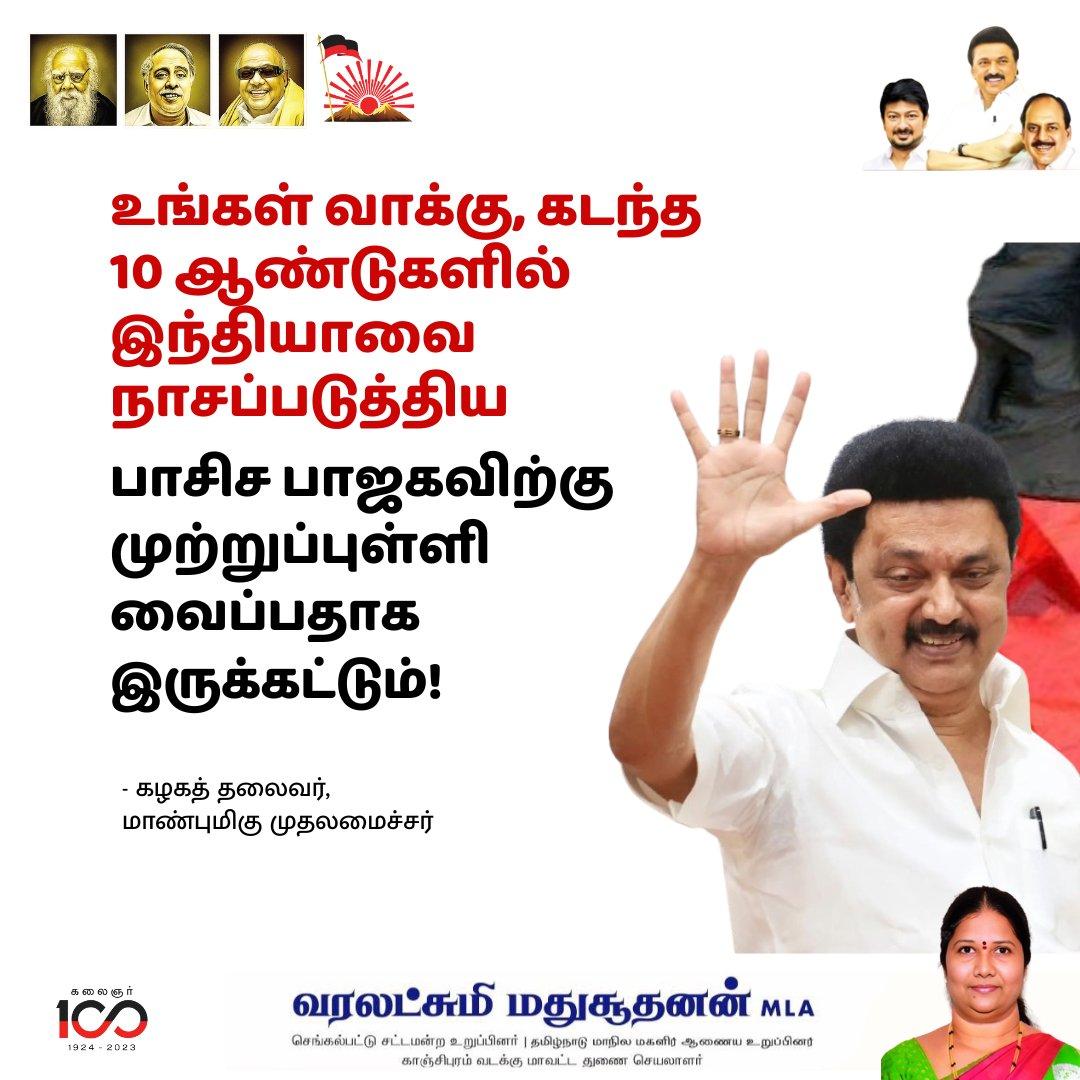 உங்கள் வாக்கு, கடந்த
10 ஆண்டுகளில்
இந்தியாவை
நாசப்படுத்திய
பாசிச பாஜகவிற்கு
முற்றுப்புள்ளி
வைப்பதாக
இருக்கட்டும்!
- கழகத் தலைவர்,
மாண்புமிகு முதலமைச்சர்
கலைஞர்
100
1924 - 2023
வரலட்சுமி மதுசூதனன் MLA
செங்கல்பட்டு சட்டமன்ற உறுப்பினர் | தமிழ்நாடு மாநில மகளிர் ஆணைய உறுப்பினர்
காஞ்சிபுரம் வடக்கு மாவட்ட துணை செயலாளர்